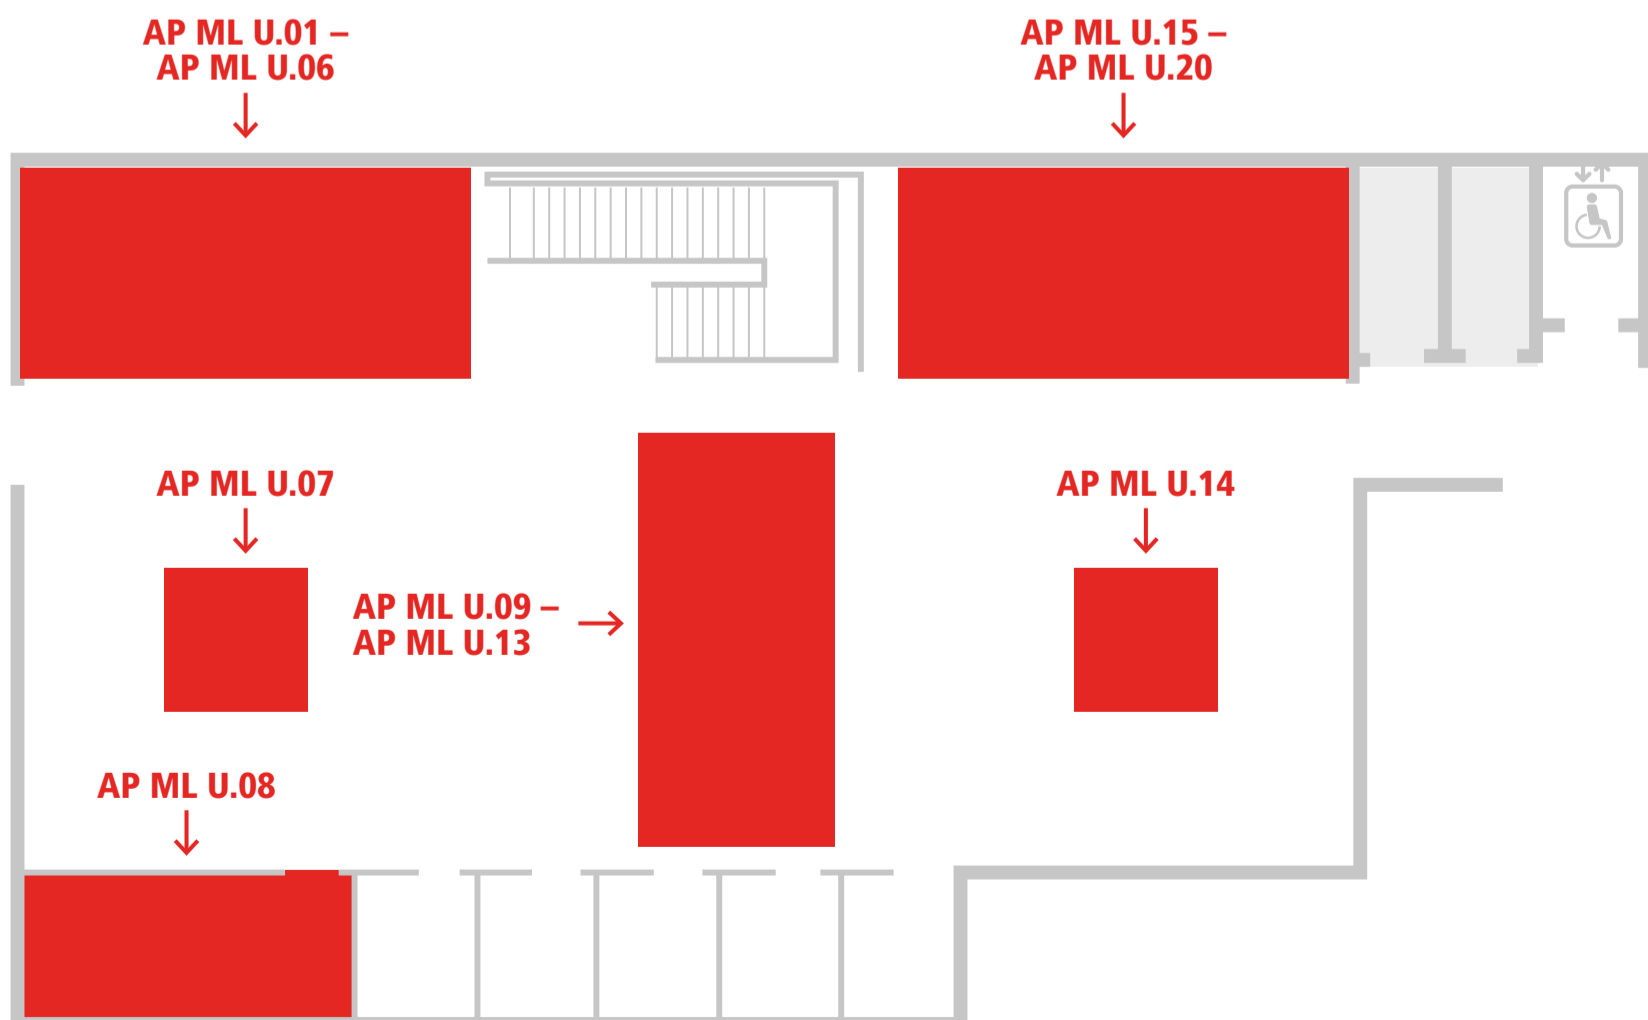 AP ML U.01 –
AP ML U.06
AP ML U.15 –
AP ML U.20
AP ML U.07
AP ML U.14
AP ML U.09 –
AP ML U.13
AP ML U.08